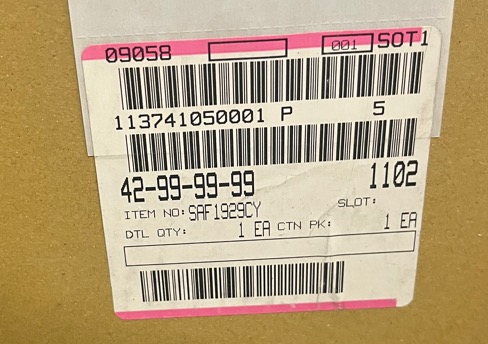 09058 001 SOT1
113741050001 P 5
42-99-99-99 1102
ITEM NO: SAF1929CY SLOT:
DTL QTY: 1 EA CTN PK: 1 EA